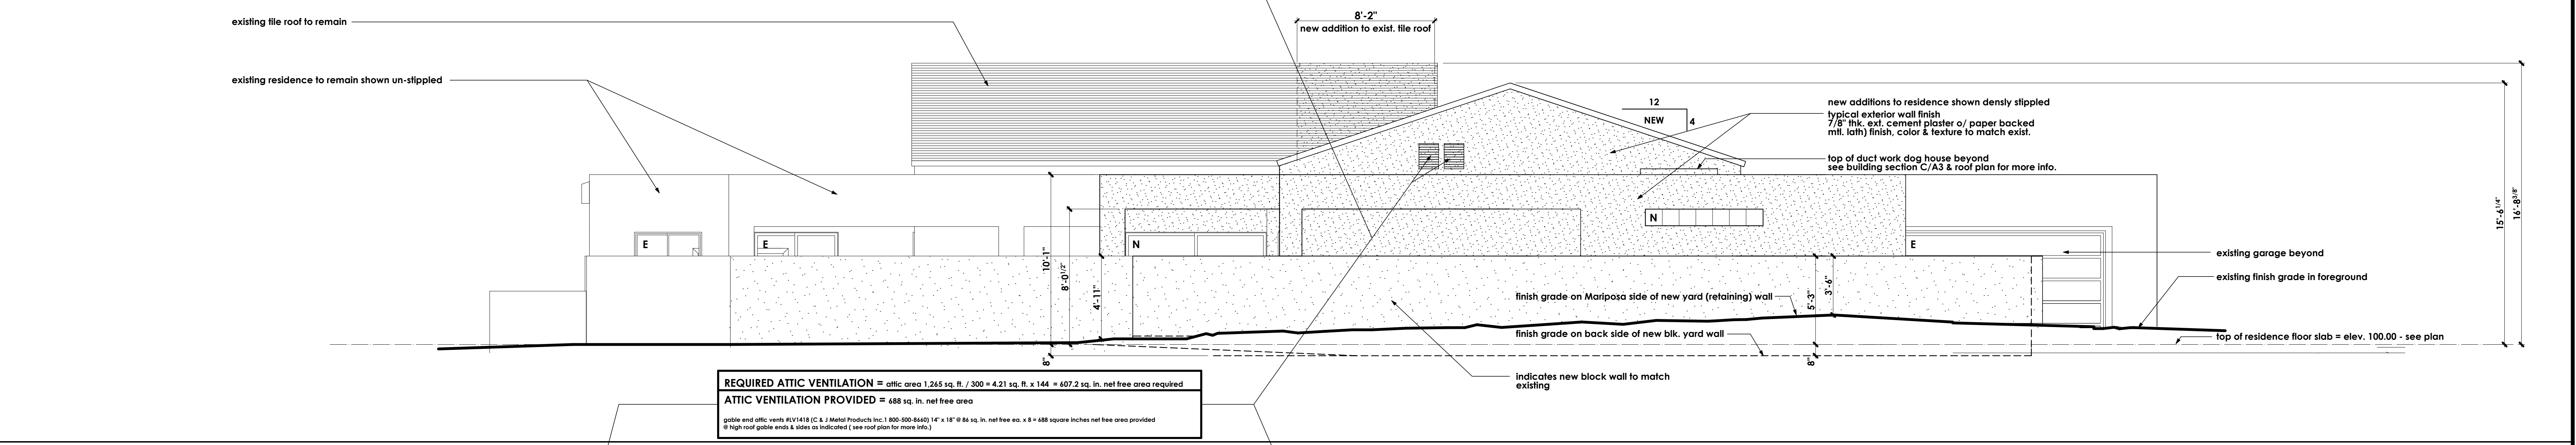 existing tile roof to remain
8'-2"
new addition to exist. tile roof
existing residence to remain shown un-stippled
12
NEW
4
new additions to residence shown densly stippled
typical exterior wall finish
7/8" thk. ext. cement plaster o/ paper backed
mtl. lath) finish, color & texture to match exist.
top of duct work dog house beyond
see building section C/A3 & roof plan for more info.
15'-6 1/4"
16'-8 3/8"
E
E
N
N
E
10'-1"
8'-0 1/2"
4'-11"
5'-3"
3'-6"
existing garage beyond
existing finish grade in foreground
finish grade on Mariposa side of new yard (retaining) wall
finish grade on back side of new blk. yard wall
top of residence floor slab = elev. 100.00 - see plan
8"
8"
indicates new block wall to match
existing
REQUIRED ATTIC VENTILATION = attic area 1,265 sq. ft. / 300 = 4.21 sq. ft. x 144 = 607.2 sq. in. net free area required
ATTIC VENTILATION PROVIDED = 688 sq. in. net free area
gable end attic vents #LV1418 (C & J Metal Products Inc.1 800-500-8660) 14" x 18" @ 86 sq. in. net free ea. x 8 = 688 square inches net free area provided
@ high roof gable ends & sides as indicated ( see roof plan for more info.)